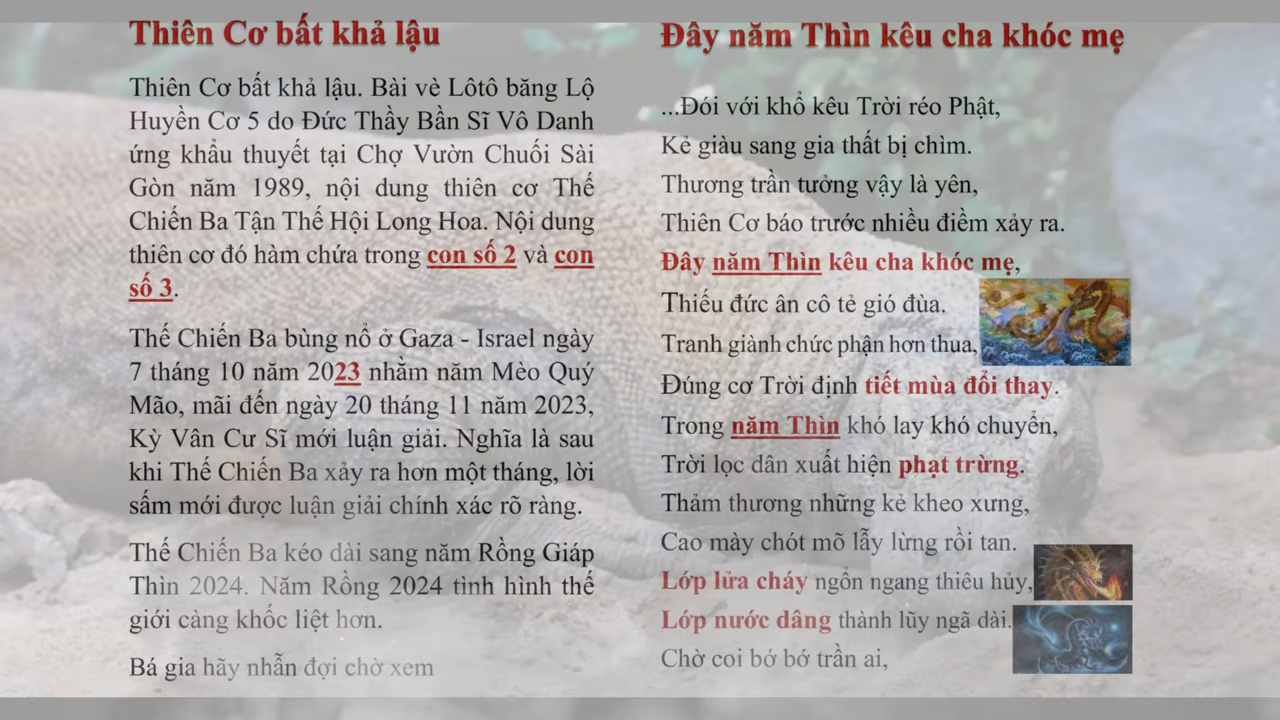 Thiên Cơ bất khả lậu
Thiên Cơ bất khả lậu. Bài vè Lôtô băng Lộ
Huyền Cơ 5 do Đức Thầy Bần Sĩ Vô Danh
ứng khẩu thuyết tại Chợ Vườn Chuối Sài
Gòn năm 1989, nội dung thiên cơ Thế
Chiến Ba Tận Thế Hội Long Hoa. Nội dung
thiên cơ đó hàm chứa trong con số 2 và con
số 3.
Thế Chiến Ba bùng nổ ở Gaza - Israel ngày
7 tháng 10 năm 2023 nhằm năm Mèo Quý
Mão, mãi đến ngày 20 tháng 11 năm 2023,
Kỳ Vân Cư Sĩ mới luận giải. Nghĩa là sau
khi Thế Chiến Ba xảy ra hơn một tháng, lời
sấm mới được luận giải chính xác rõ ràng.
Thế Chiến Ba kéo dài sang năm Rồng Giáp
Thìn 2024. Năm Rồng 2024 tình hình thế
giới càng khốc liệt hơn.
Bá gia hãy nhẫn đợi chờ xem
Đây năm Thìn kêu cha khóc mẹ
...Đói với khổ kêu Trời réo Phật,
Kẻ giàu sang gia thất bị chìm.
Thương trần tưởng vậy là yên,
Thiên Cơ báo trước nhiều điềm xảy ra.
Đây năm Thìn kêu cha khóc mẹ,
Thiếu đức ân cô tẻ gió đùa.
Tranh giành chức phận hơn thua,
Đúng cơ Trời định tiết mùa đổi thay.
Trong năm Thìn khó lay khó chuyển,
Trời lọc dân xuất hiện phạt trừng.
Thảm thương những kẻ kheo xưng,
Cao mày chót mõ lẫy lừng rồi tan.
Lớp lửa cháy ngổn ngang thiêu hủy,
Lớp nước dâng thành lũy ngã dài.
Chờ coi bớ bớ trần ai,